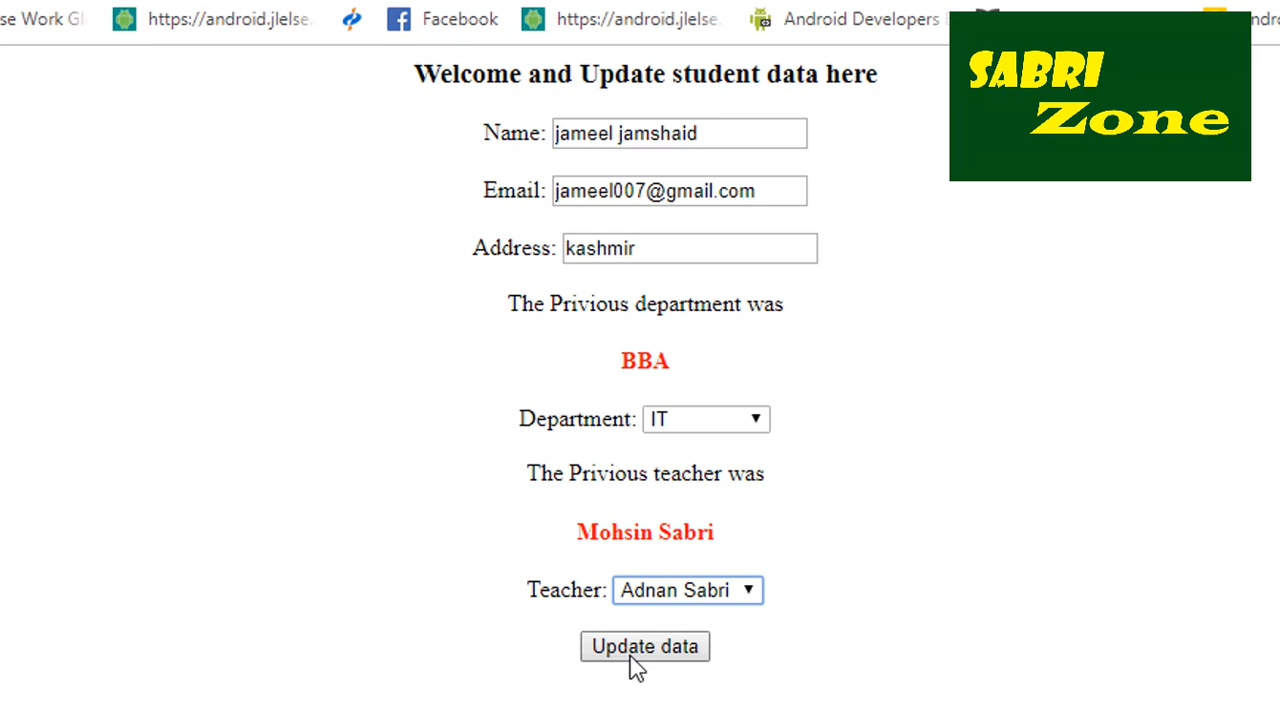 se Work Gl https://android.jlelse. Facebook https://android.jlelse. Android Developers
SABRI
Zone
Welcome and Update student data here
Name: jameel jamshaid
Email: jameel007@gmail.com
Address: kashmir
The Privious department was
BBA
Department: IT
The Privious teacher was
Mohsin Sabri
Teacher: Adnan Sabri
Update data